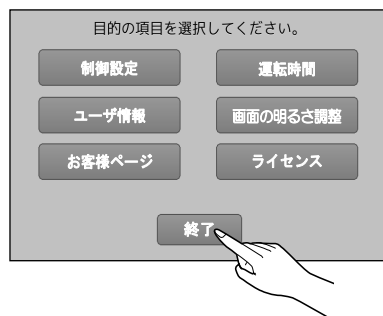 目的の項目を選択してください。
制御設定
運転時間
ユーザ情報
画面の明るさ調整
お客様ページ
ライセンス
終了